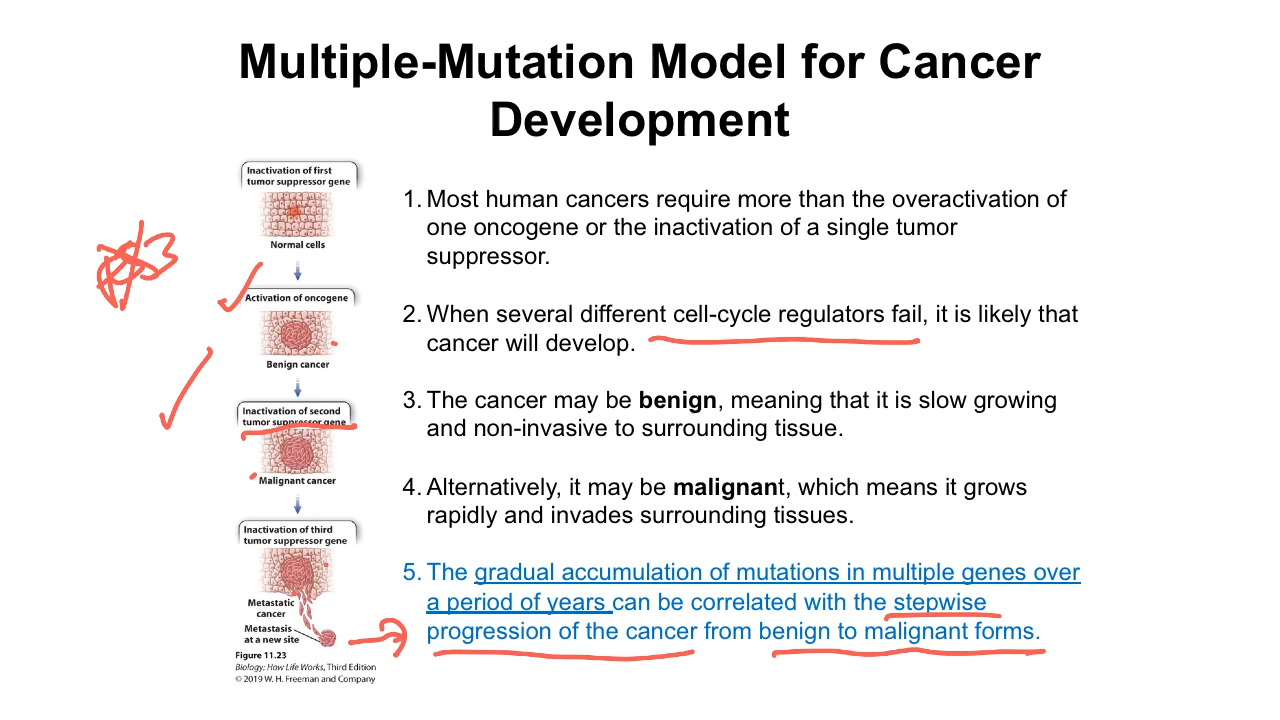 Multiple-Mutation Model for Cancer
Development
Inactivation of first
tumor suppressor gene
Normal cells
Activation of oncogene
Benign cancer
Inactivation of second
tumor suppressor gene
Malignant cancer
Inactivation of third
tumor suppressor gene
Metastatic
cancer
Metastasis
at a new site
Figure 11.23
Biology: How Life Works, Third Edition
© 2019 W. H. Freeman and Company
1. Most human cancers require more than the overactivation of
one oncogene or the inactivation of a single tumor
suppressor.
2. When several different cell-cycle regulators fail, it is likely that
cancer will develop.
3. The cancer may be benign, meaning that it is slow growing
and non-invasive to surrounding tissue.
4. Alternatively, it may be malignant, which means it grows
rapidly and invades surrounding tissues.
5. The gradual accumulation of mutations in multiple genes over
a period of years can be correlated with the stepwise
progression of the cancer from benign to malignant forms.